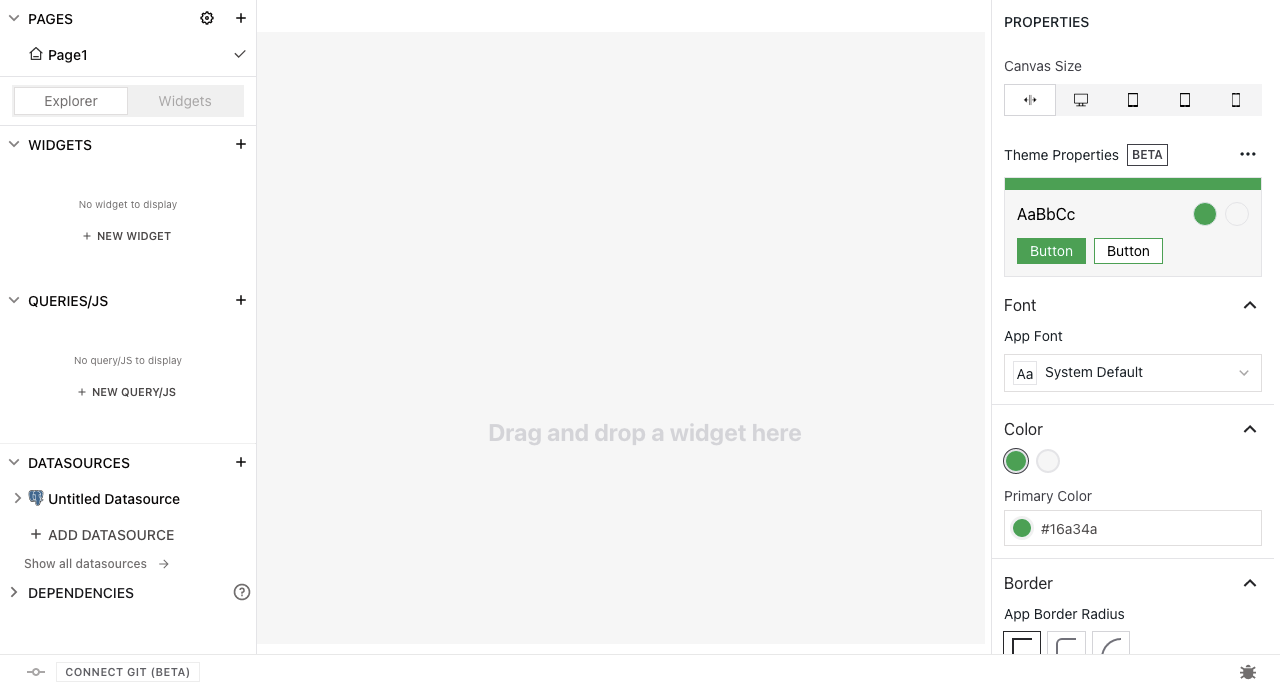 PAGES
Page1
Explorer
Widgets
WIDGETS
No widget to display
NEW WIDGET
QUERIES/JS
No query/JS to display
NEW QUERY/JS
DATASOURCES
Untitled Datasource
ADD DATASOURCE
Show all datasources
DEPENDENCIES
CONNECT GIT (BETA)
Drag and drop a widget here
PROPERTIES
Canvas Size
Theme Properties BETA
AaBbCc
Button Button
Font
App Font
Aa System Default
Color
Primary Color
#16a34a
Border
App Border Radius